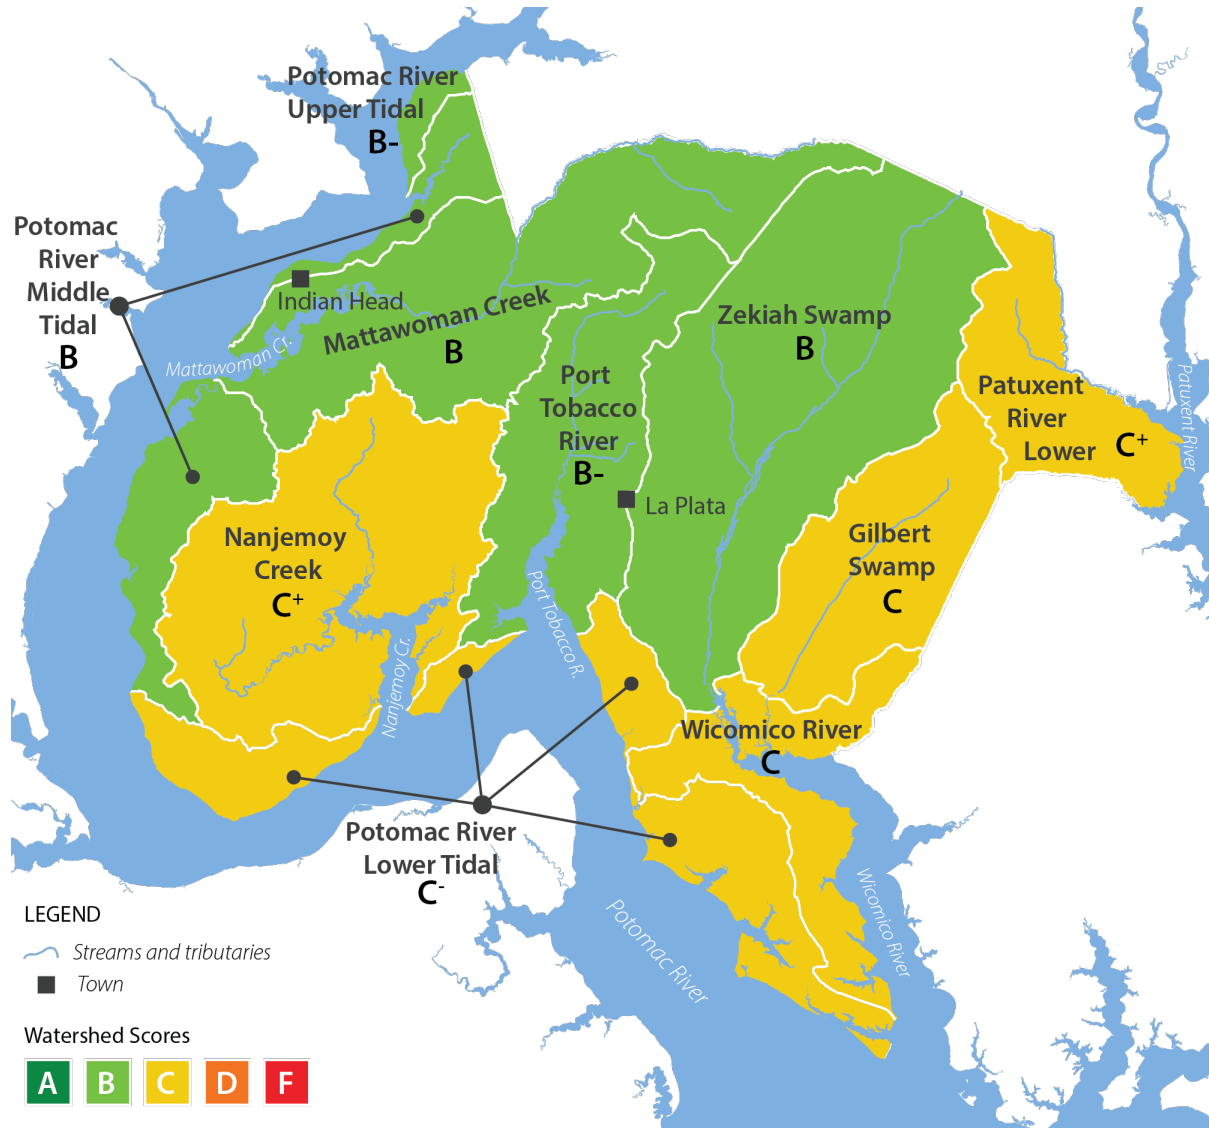 Potomac River
Upper Tidal
B-
Potomac
River
Middle
Tidal
B
Indian Head
Mattawoman Creek
B
Mattawoman Cr.
Zekiah Swamp
B
Port
Tobacco
River
B-
Patuxent
River
Lower
C+
Patuxent River
La Plata
Nanjemoy
Creek
C+
Gilbert
Swamp
C
Port Tobacco R.
Nanjemoy Cr.
Wicomico River
C
Potomac River
Lower Tidal
C-
Wicomico River
Potomac River
LEGEND
Streams and tributaries
Town
Watershed Scores
A B C D F